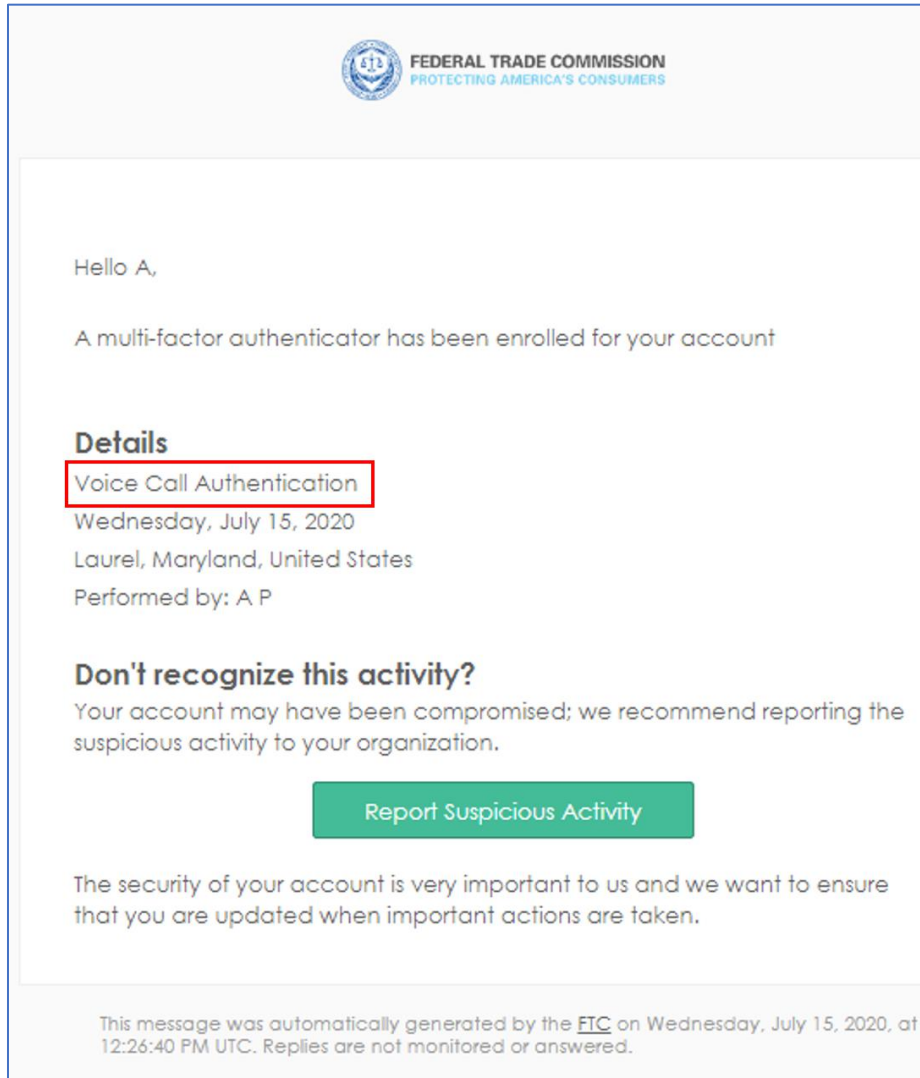 FEDERAL TRADE COMMISSION
PROTECTING AMERICA'S CONSUMERS
Hello A,
A multi-factor authenticator has been enrolled for your account
Details
Voice Call Authentication
Wednesday, July 15, 2020
Laurel, Maryland, United States
Performed by: A P
Don't recognize this activity?
Your account may have been compromised; we recommend reporting the
suspicious activity to your organization.
Report Suspicious Activity
The security of your account is very important to us and we want to ensure
that you are updated when important actions are taken.
This message was automatically generated by the FTC on Wednesday, July 15, 2020, at
12:26:40 PM UTC. Replies are not monitored or answered.